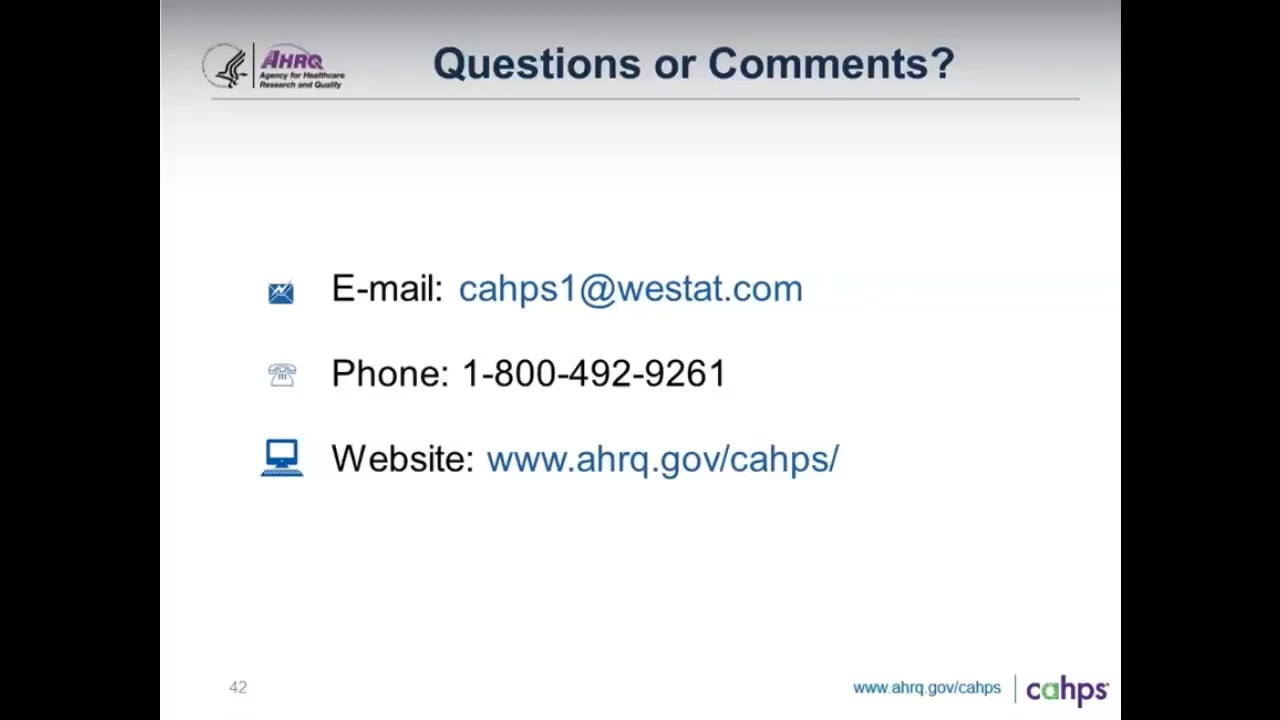 AHRQ
Agency for Healthcare
Research and Quality
Questions or Comments?
E-mail: cahps1@westat.com
Phone: 1-800-492-9261
Website: www.ahrq.gov/cahps/
42
www.ahrq.gov/cahps
cahps